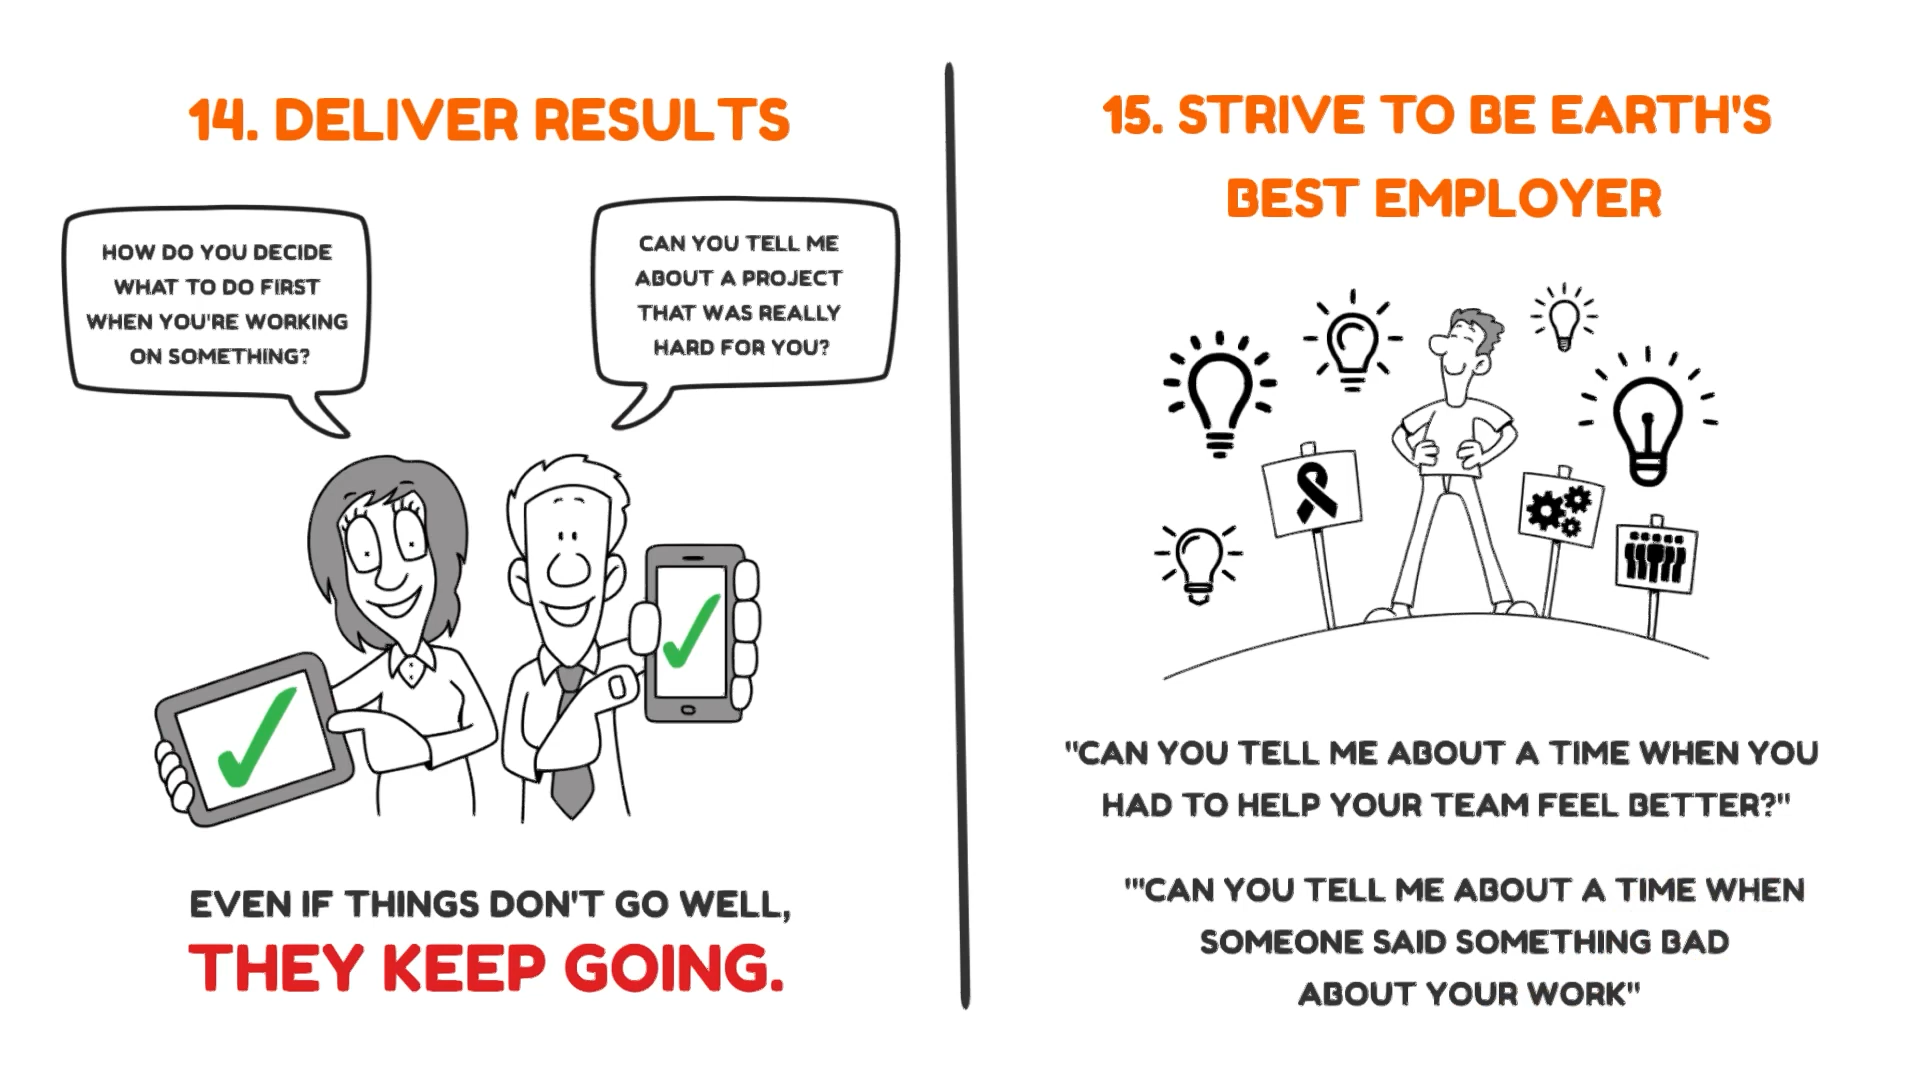 14. DELIVER RESULTS
HOW DO YOU DECIDE
WHAT TO DO FIRST
WHEN YOU'RE WORKING
ON SOMETHING?
CAN YOU TELL ME
ABOUT A PROJECT
THAT WAS REALLY
HARD FOR YOU?
EVEN IF THINGS DON'T GO WELL,
THEY KEEP GOING.
15. STRIVE TO BE EARTH'S
BEST EMPLOYER
"CAN YOU TELL ME ABOUT A TIME WHEN YOU
HAD TO HELP YOUR TEAM FEEL BETTER?"
"'CAN YOU TELL ME ABOUT A TIME WHEN
SOMEONE SAID SOMETHING BAD
ABOUT YOUR WORK"